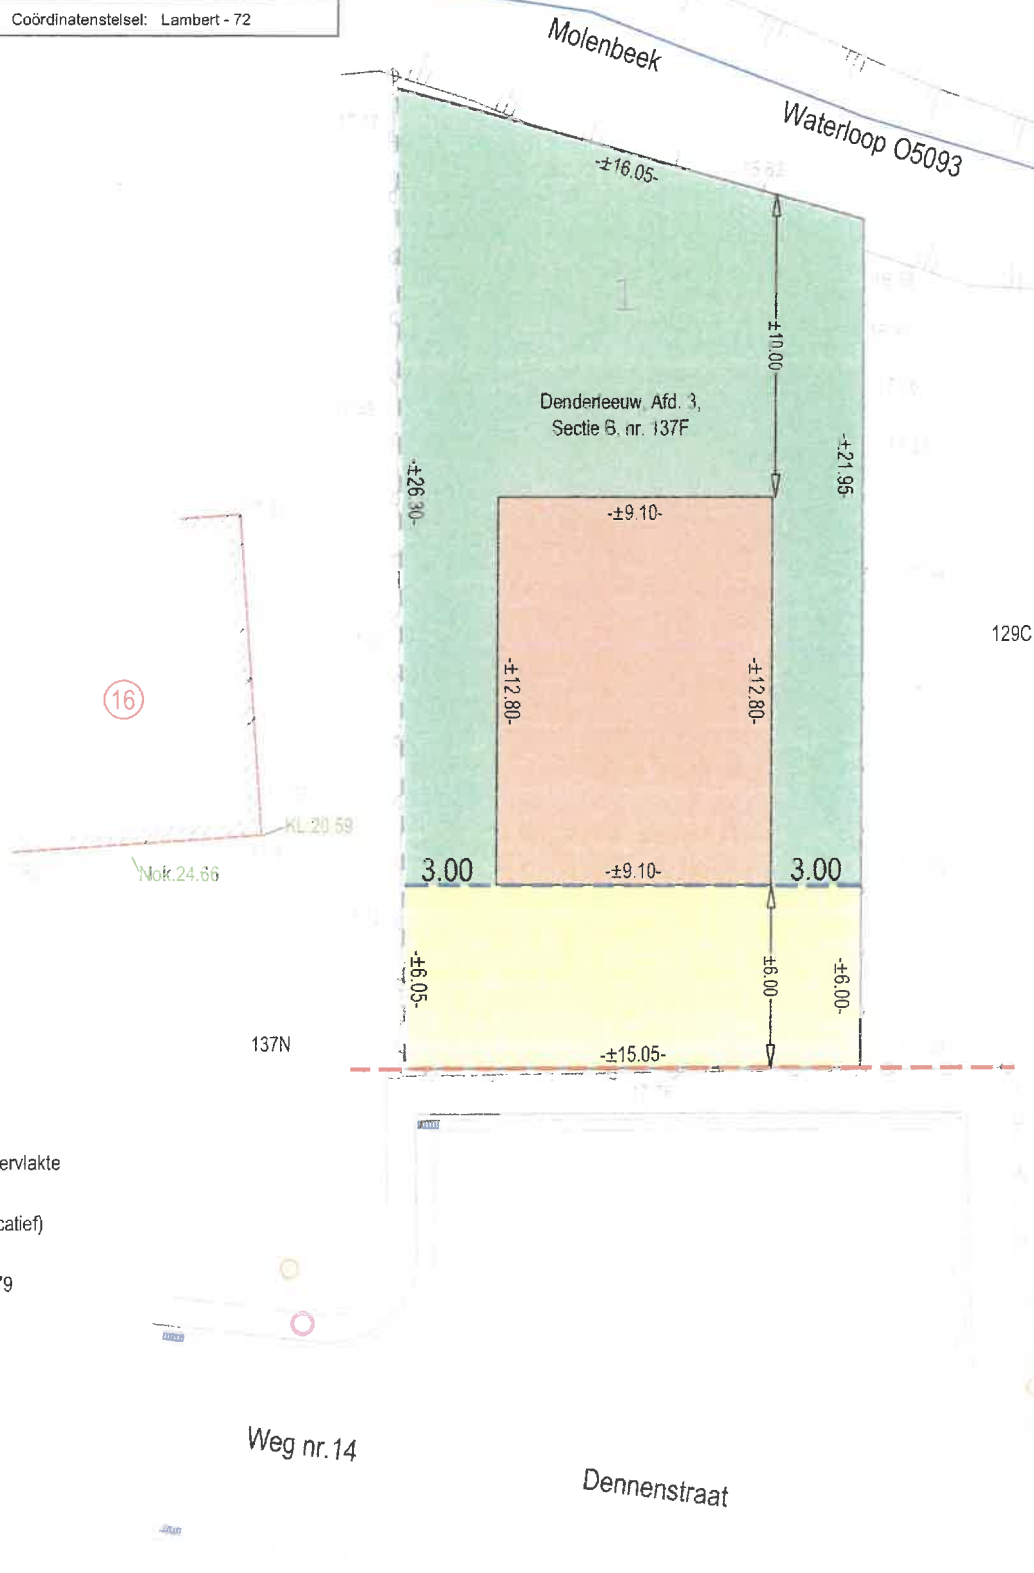 Coördinatenstelsel: Lambert - 72
Molenbeek
Waterloop O5093
-±16.05-
1
±10.00
Denderleeuw, Afd. 3,
Sectie B, nr. 137F
-±26.30-
-±21.95-
-±9.10-
129C
16
-±12.80-
-±12.80-
KL.20.59
Nok.24.66
3.00
-±9.10-
3.00
-±6.05-
±6.00
-±6.00-
137N
-±15.05-
ervlakte
catief)
Weg nr.14
Dennenstraat